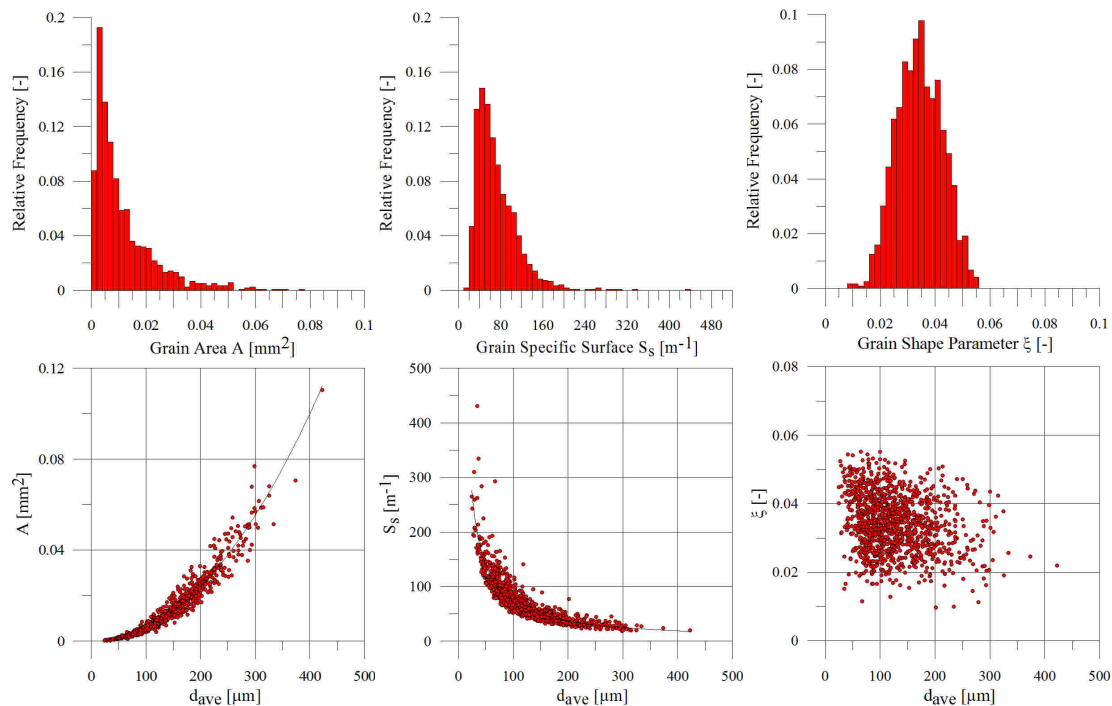 0.2
0.16
0.12
0.08
0.04
0
Relative Frequency [-]
0 0.02 0.04 0.06 0.08 0.1
Grain Area A [mm²]
0.2
0.16
0.12
0.08
0.04
0
Relative Frequency [-]
0 80 160 240 320 400 480
Grain Specific Surface Ss [m-1]
0.1
0.08
0.06
0.04
0.02
0
Relative Frequency [-]
0 0.02 0.04 0.06 0.08 0.1
Grain Shape Parameter ξ [-]
0.12
0.08
0.04
0
A [mm²]
0 100 200 300 400 500
dave [µm]
500
400
300
200
100
0
Ss [m-1]
0 100 200 300 400 500
dave [µm]
0.08
0.06
0.04
0.02
0
ξ [-]
0 100 200 300 400 500
dave [µm]